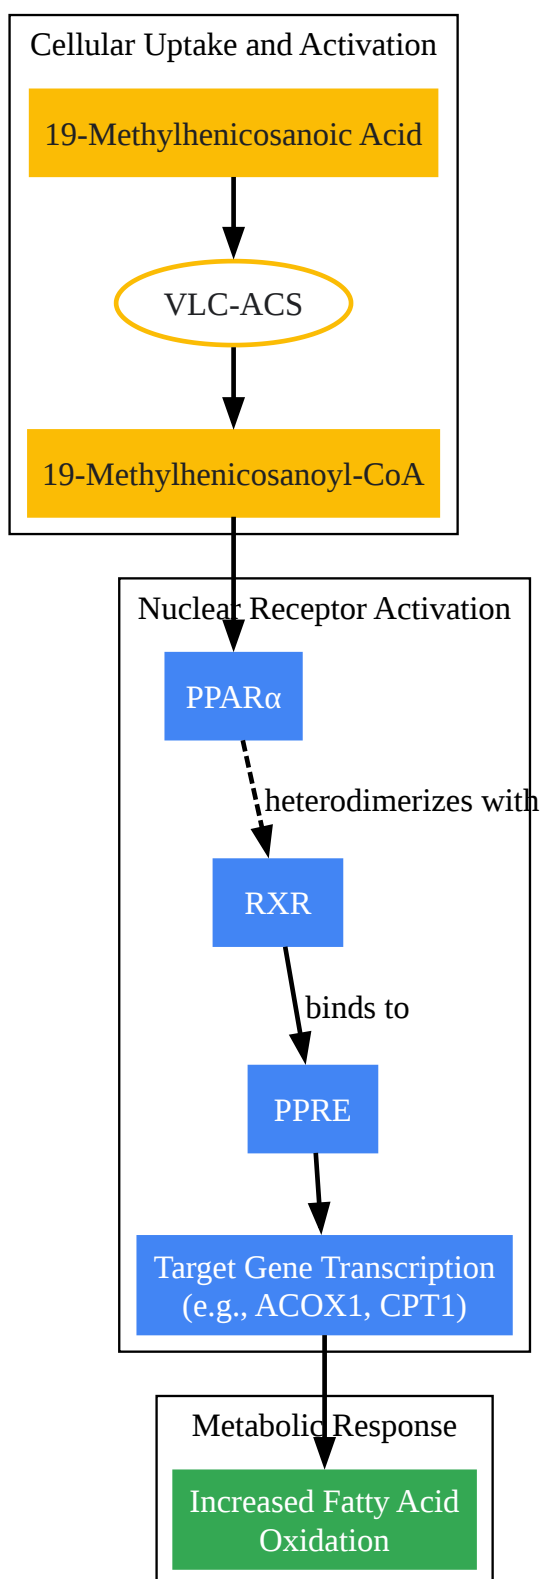 Cellular Uptake and Activation
19-Methylhenicosanoic Acid
VLC-ACS
19-Methylhenicosanoyl-CoA
Nuclear Receptor Activation
PPARα
heterodimerizes with
RXR
binds to
PPRE
Target Gene Transcription
(e.g., ACOX1, CPT1)
Metabolic Response
Increased Fatty Acid
Oxidation